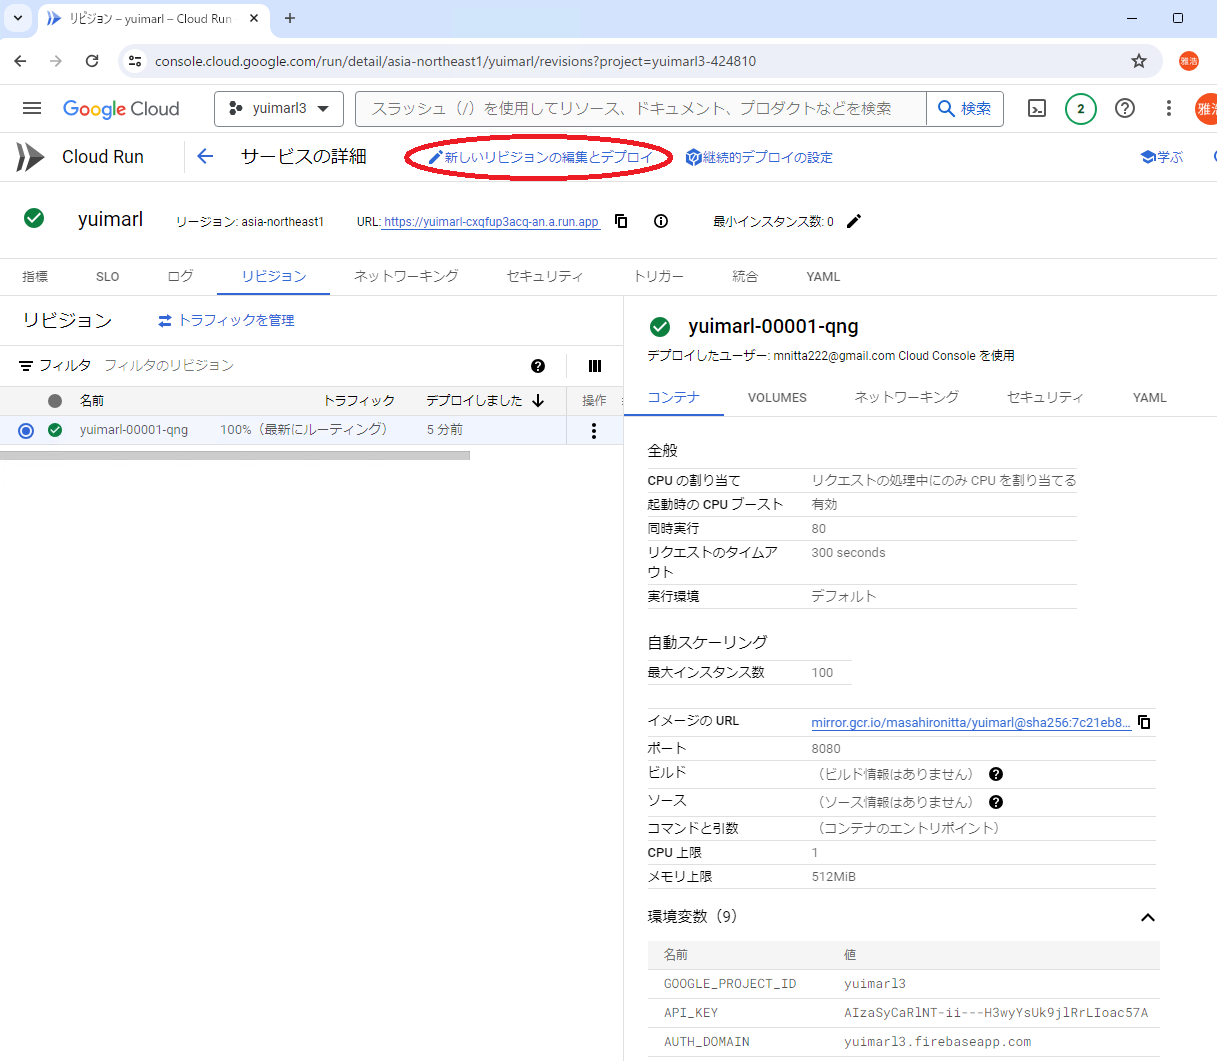 リビジョン – yuimarl – Cloud Run
console.cloud.google.com/run/detail/asia-northeast1/yuimarl/revisions?project=yuimarl3-424810
雅浩
Google Cloud
yuimarl3
スラッシュ（/）を使用してリソース、ドキュメント、プロダクトなどを検索
検索
2
Cloud Run
サービスの詳細
新しいリビジョンの編集とデプロイ
継続的デプロイの設定
学ぶ
yuimarl
リージョン: asia-northeast1
URL: https://yuimarl-cxqfup3acq-an.a.run.app
最小インスタンス数: 0
指標 SLO ログ リビジョン ネットワーキング セキュリティ トリガー 統合 YAML
リビジョン
トラフィックを管理
フィルタ フィルタのリビジョン
名前 トラフィック デプロイしました 操作
yuimarl-00001-qng 100%（最新にルーティング） 5 分前
yuimarl-00001-qng
デプロイしたユーザー: mnitta222@gmail.com Cloud Console を使用
コンテナ VOLUMES ネットワーキング セキュリティ YAML
全般
CPU の割り当て リクエストの処理中にのみ CPU を割り当てる
起動時の CPU ブースト 有効
同時実行 80
リクエストのタイムア
ウト
300 seconds
実行環境 デフォルト
自動スケーリング
最大インスタンス数 100
イメージの URL mirror.gcr.io/masahironitta/yuimarl@sha256:7c21eb8...
ポート 8080
ビルド （ビルド情報はありません）
ソース （ソース情報はありません）
コマンドと引数 （コンテナのエントリポイント）
CPU 上限 1
メモリ上限 512MiB
環境変数（9）
名前 値
GOOGLE_PROJECT_ID yuimarl3
API_KEY AIzaSyCaRlNT-ii---H3wyYsUk9jlRrLIoac57A
AUTH_DOMAIN yuimarl3.firebaseapp.com